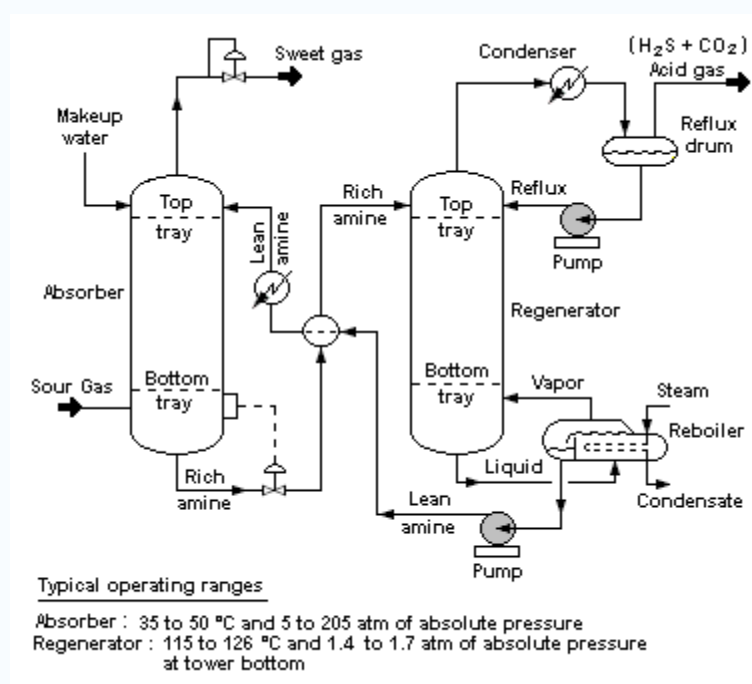 Sweet gas
Makeup
water
Condenser
(H₂S + CO₂)
Acid gas
Reflux
drum
Top
tray
Lean
amine
Rich
amine
Top
tray
Reflux
Pump
Absorber
Regenerator
Sour Gas
Bottom
tray
Bottom
tray
Vapor
Steam
Reboiler
Rich
amine
Liquid
Condensate
Lean
amine
Pump
Typical operating ranges
Absorber : 35 to 50 °C and 5 to 205 atm of absolute pressure
Regenerator : 115 to 126 °C and 1.4 to 1.7 atm of absolute pressure
at tower bottom